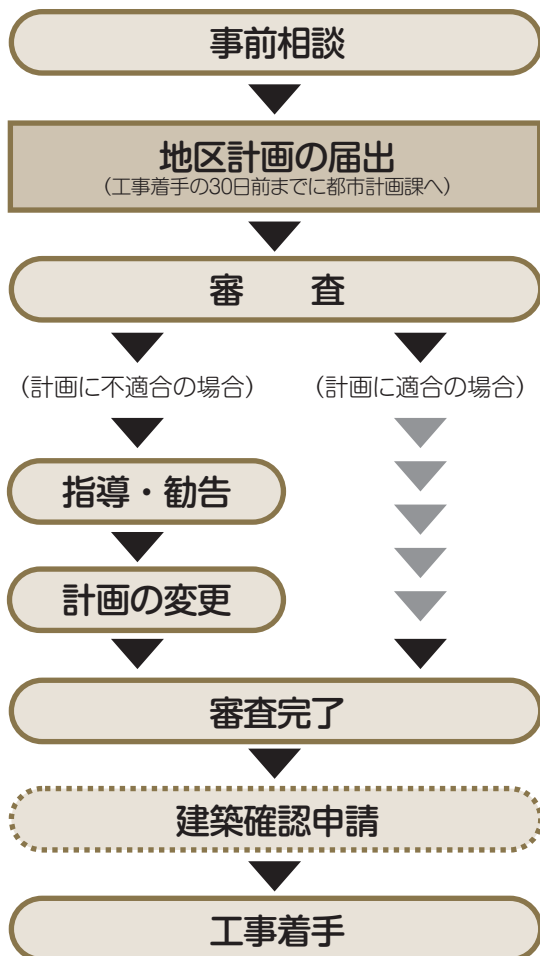 事前相談
地区計画の届出
(工事着手の30日前までに都市計画課へ)
審　査
(計画に不適合の場合)
(計画に適合の場合)
指導・勧告
計画の変更
審査完了
建築確認申請
工事着手